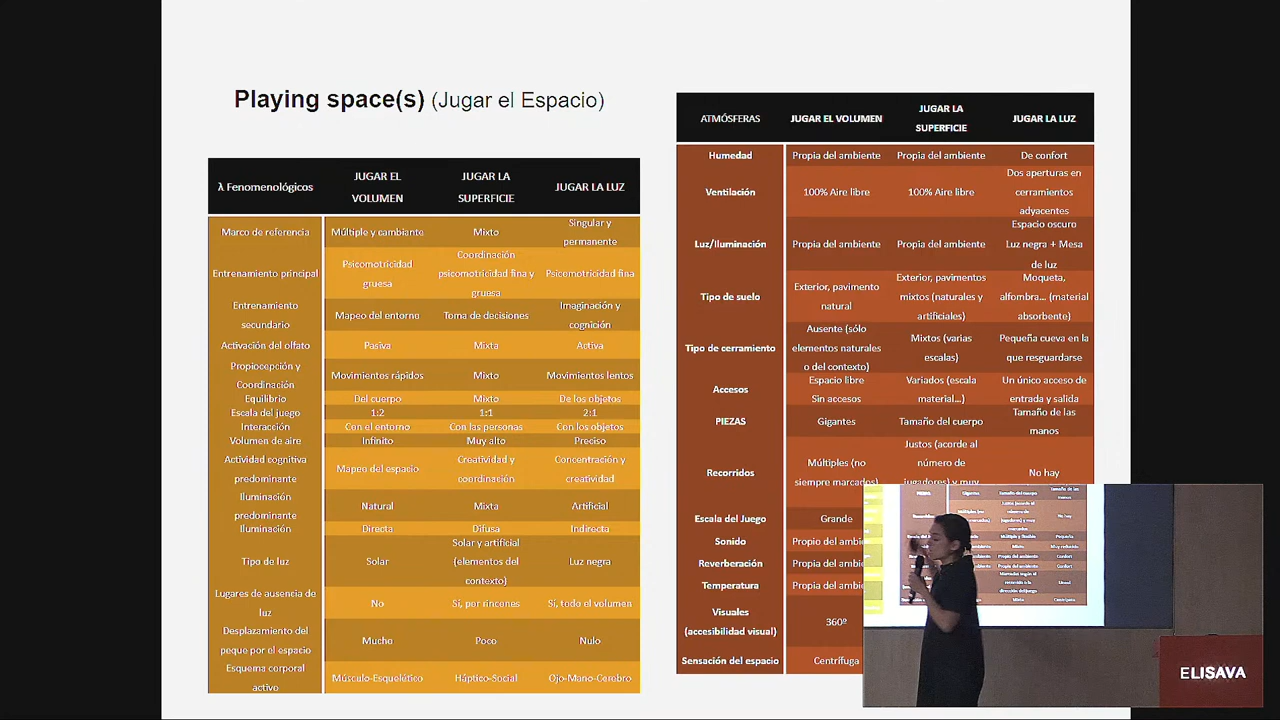 Playing space(s) (Jugar el Espacio)
λ Fenomenológicos | JUGAR EL VOLUMEN | JUGAR LA SUPERFICIE | JUGAR LA LUZ
Marco de referencia | Múltiple y cambiante | Mixto | Singular y permanente
Entrenamiento principal | Psicomotricidad gruesa | Coordinación psicomotricidad fina y gruesa | Psicomotricidad fina
Entrenamiento secundario | Mapeo del entorno | Toma de decisiones | Imaginación y cognición
Activación del olfato | Pasiva | Mixta | Activa
Propiocepción y Coordinación | Movimientos rápidos | Mixto | Movimientos lentos
Equilibrio | Del cuerpo | Mixto | De los objetos
Escala del juego | 1:2 | 1:1 | 2:1
Interacción | Con el entorno | Con las personas | Con los objetos
Volumen de aire | Infinito | Muy alto | Preciso
Actividad cognitiva predominante | Mapeo del espacio | Creatividad y coordinación | Concentración y creatividad
Iluminación predominante | Natural | Mixta | Artificial
Iluminación | Directa | Difusa | Indirecta
Tipo de luz | Solar | Solar y artificial (elementos del contexto) | Luz negra
Lugares de ausencia de luz | No | Si, por rincones | Si, todo el volumen
Desplazamiento del peque por el espacio | Mucho | Poco | Nulo
Esquema corporal activo | Músculo-Esquelético | Háptico-Social | Ojo-Mano-Cerebro
ATMÓSFERAS | JUGAR EL VOLUMEN | JUGAR LA SUPERFICIE | JUGAR LA LUZ
Humedad | Propia del ambiente | Propia del ambiente | De confort
Ventilación | 100% Aire libre | 100% Aire libre | Dos aperturas en cerramientos adyacentes
Luz/Iluminación | Propia del ambiente | Propia del ambiente | Espacio oscuro Luz negra + Mesa de luz
Tipo de suelo | Exterior, pavimento natural | Exterior, pavimentos mixtos (naturales y artificiales) | Moqueta, alfombra... (material absorbente)
Tipo de cerramiento | Ausente (sólo elementos naturales o del contexto) | Mixtos (varias escalas) | Pequeña cueva en la que resguardarse
Accesos | Espacio libre Sin accesos | Variados (escala material...) | Un único acceso de entrada y salida
PIEZAS | Gigantes | Tamaño del cuerpo | Tamaño de las manos
Recorridos | Múltiples (no siempre marcados) | Justos (acorde al número de jugadores) y muy | No hay
Escala del Juego | Grande
Sonido | Propio del ambie
Reverberación | Propia del ambie
Temperatura | Propia del ambie
Visuales (accesibilidad visual) | 360º
Sensación del espacio | Centrífuga
ELISAVA